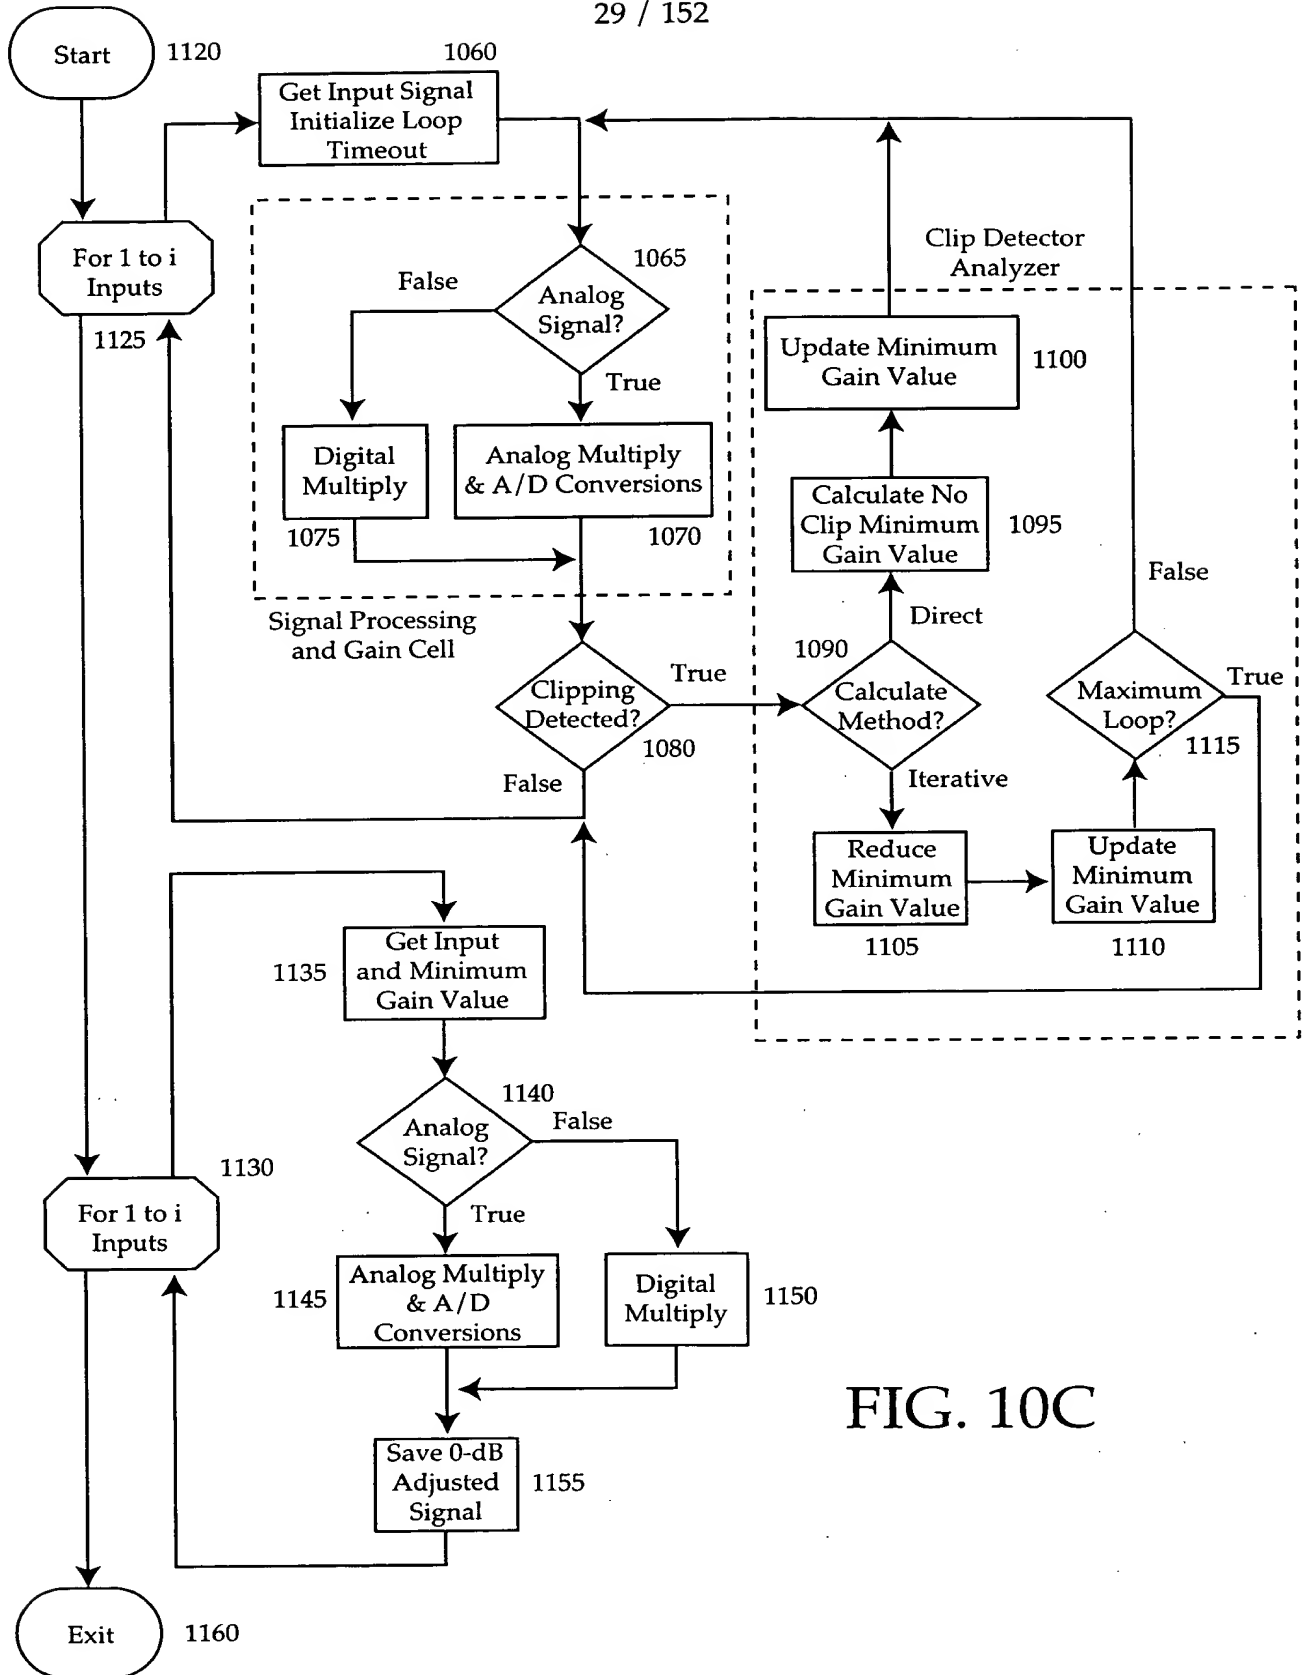 29 / 152
Start
1120
1060
Get Input Signal
Initialize Loop
Timeout
For 1 to i
Inputs
1125
1065
Analog
Signal?
False
True
Digital
Multiply
1075
Analog Multiply
& A/D Conversions
1070
Signal Processing
and Gain Cell
Clipping
Detected?
1080
True
False
Clip Detector
Analyzer
Update Minimum
Gain Value
1100
Calculate No
Clip Minimum
Gain Value
1095
Direct
1090
Calculate
Method?
Iterative
Reduce
Minimum
Gain Value
1105
Update
Minimum
Gain Value
1110
Maximum
Loop?
1115
False
True
1135
Get Input
and Minimum
Gain Value
1140
Analog
Signal?
False
True
1130
For 1 to i
Inputs
1145
Analog Multiply
& A/D
Conversions
Digital
Multiply
1150
Save 0-dB
Adjusted
Signal
1155
Exit
1160
FIG. 10C